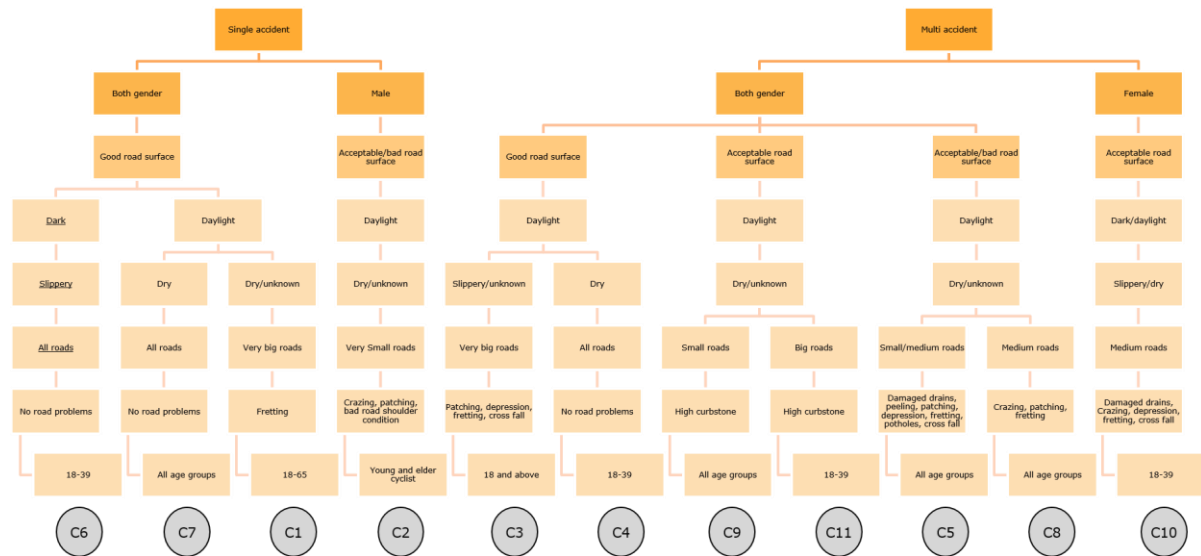 Single accident
Multi accident
Both gender
Male
Both gender
Female
Good road surface
Acceptable/bad road
surface
Good road surface
Acceptable road
surface
Acceptable/bad road
surface
Acceptable road
surface
Dark
Daylight
Daylight
Daylight
Daylight
Daylight
Dark/daylight
Slippery
Dry
Dry/unknown
Dry/unknown
Slippery/unknown
Dry
Dry/unknown
Dry/unknown
Slippery/dry
All roads
All roads
Very big roads
Very Small roads
Very big roads
All roads
Small roads
Big roads
Small/medium roads
Medium roads
Medium roads
No road problems
No road problems
Fretting
Crazing, patching,
bad road shoulder
condition
Patching, depression,
fretting, cross fall
No road problems
High curbstone
High curbstone
Damaged drains,
peeling, patching,
depression, fretting,
potholes, cross fall
Crazing, patching,
fretting
Damaged drains,
Crazing, depression,
fretting, cross fall
18-39
All age groups
18-65
Young and elder
cyclist
18 and above
18-39
All age groups
18-39
All age groups
All age groups
18-39
C6
C7
C1
C2
C3
C4
C9
C11
C5
C8
C10